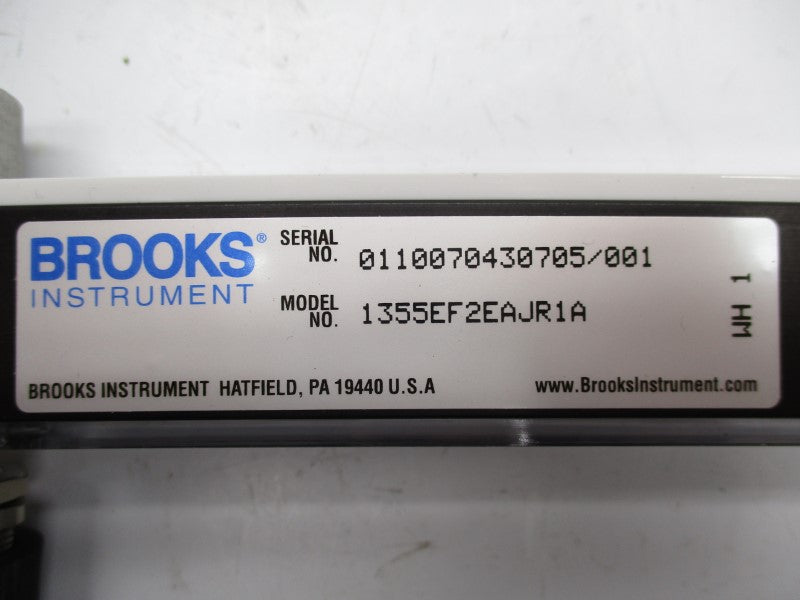 BROOKS®
INSTRUMENT
SERIAL NO. 0110070430705/001
MODEL NO. 1355EF2EAJR1A
WH 1
BROOKS INSTRUMENT HATFIELD, PA 19440 U.S.A
www.BrooksInstrument.com